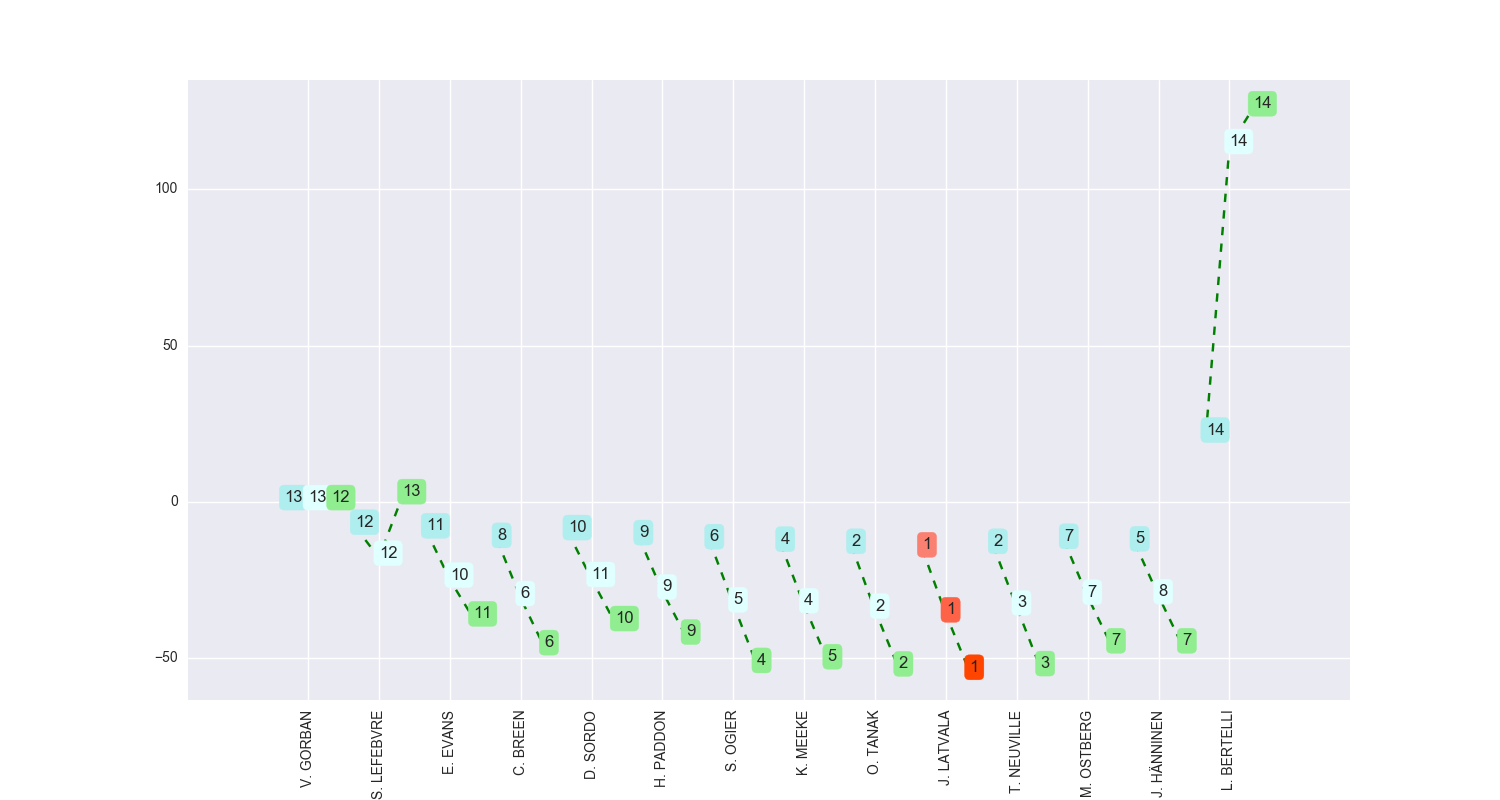 14
14
100
50
14
0
13 13 12 12 12 13 11 10 11 8 6 6 10 11 10 9 9 9 6 5 4 4 4 5 2 2 2 1 1 1 2 3 3 7 7 7 5 8 7
−50
V. GORBAN
S. LEFEBVRE
E. EVANS
C. BREEN
D. SORDO
H. PADDON
S. OGIER
K. MEEKE
O. TANAK
J. LATVALA
T. NEUVILLE
M. OSTBERG
J. HÄNNINEN
L. BERTELLI